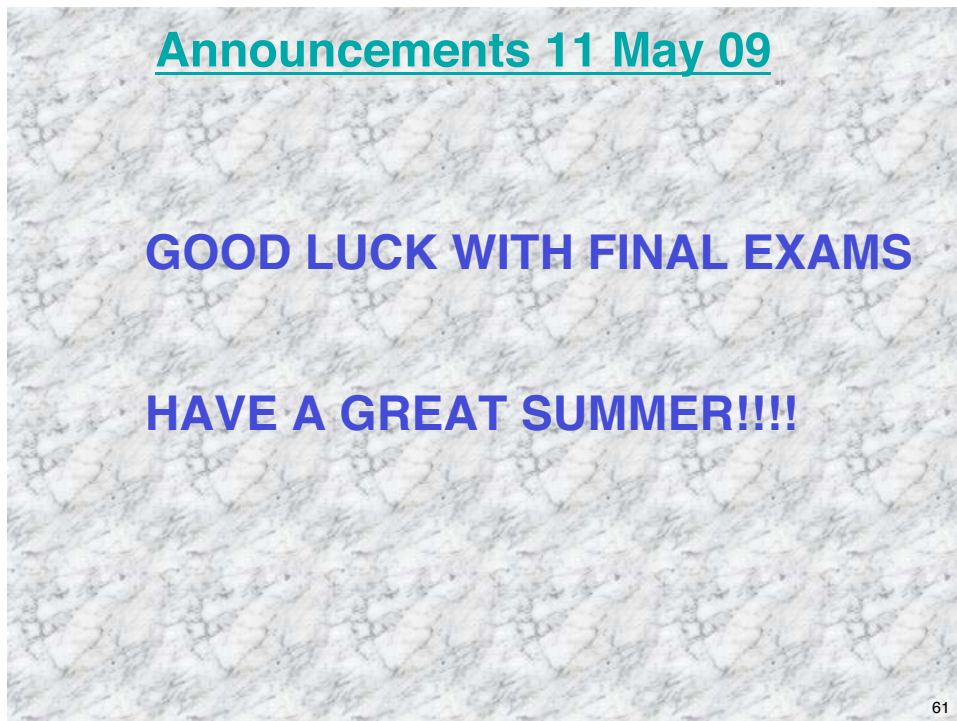 Announcements 11 May 09
GOOD LUCK WITH FINAL EXAMS
HAVE A GREAT SUMMER!!!!
61